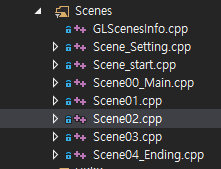 Scenes
GLScenesInfo.cpp
Scene_Setting.cpp
Scene_start.cpp
Scene00_Main.cpp
Scene01.cpp
Scene02.cpp
Scene03.cpp
Scene04_Ending.cpp